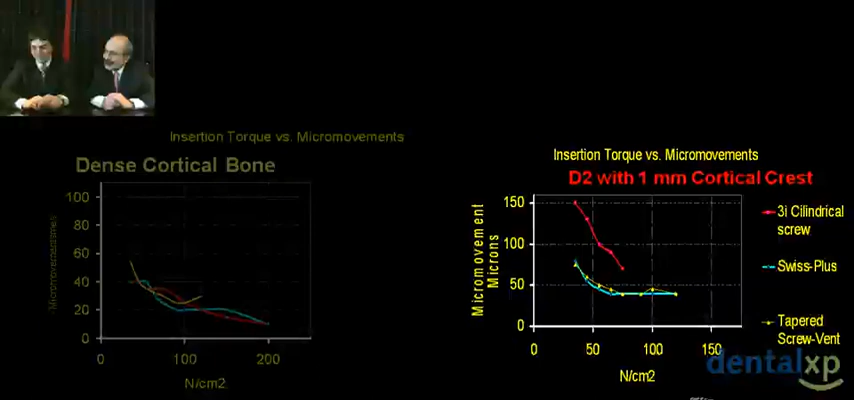 Insertion Torque vs. Micromovements
Dense Cortical Bone
100
80
60
40
20
0
0
100
200
N/cm2
Insertion Torque vs. Micromovements
D2 with 1 mm Cortical Crest
Micromovement
Microns
150
100
50
0
0
50
100
150
N/cm2
3i Cilindrical
screw
Swiss-Plus
Tapered
Screw-Vent
dentalxp